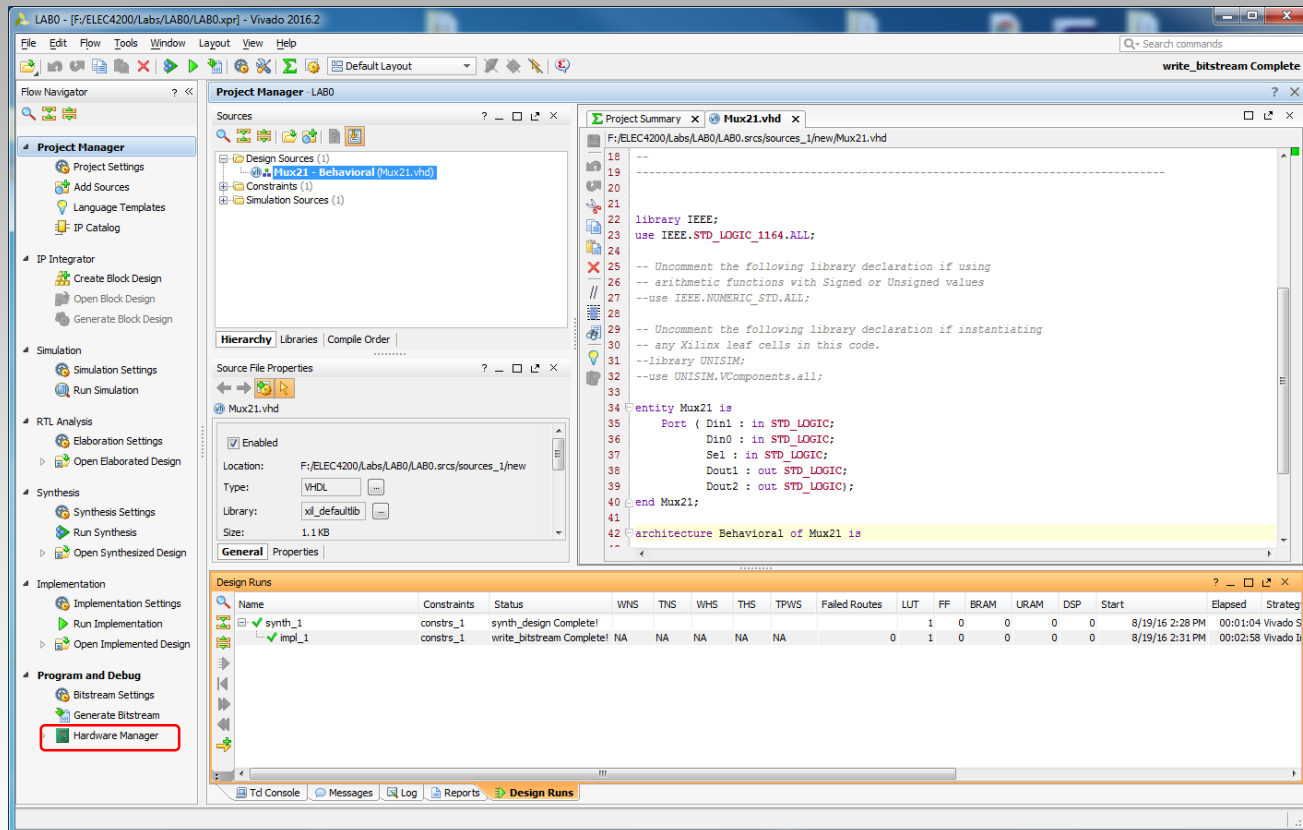 LAB0 - [F:/ELEC4200/Labs/LAB0/LAB0.xpr] - Vivado 2016.2
File Edit Flow Tools Window Layout View Help
Search commands
Default Layout
write_bitstream Complete
Flow Navigator ? «
Project Manager
Project Settings
Add Sources
Language Templates
IP Catalog
IP Integrator
Create Block Design
Open Block Design
Generate Block Design
Simulation
Simulation Settings
Run Simulation
RTL Analysis
Elaboration Settings
Open Elaborated Design
Synthesis
Synthesis Settings
Run Synthesis
Open Synthesized Design
Implementation
Implementation Settings
Run Implementation
Open Implemented Design
Program and Debug
Bitstream Settings
Generate Bitstream
Hardware Manager
Project Manager - LAB0
Sources
Design Sources (1)
Mux21 - Behavioral (Mux21.vhd)
Constraints (1)
Simulation Sources (1)
Hierarchy Libraries Compile Order
Source File Properties
Mux21.vhd
Enabled
Location: F:/ELEC4200/Labs/LAB0/LAB0.srcs/sources_1/new
Type: VHDL ...
Library: xil_defaultlib ...
Size: 1.1 KB
General Properties
Project Summary Mux21.vhd
F:/ELEC4200/Labs/LAB0/LAB0.srcs/sources_1/new/Mux21.vhd
18 --
19 ----------------------------------------------------------------------------------
20
21
22 library IEEE;
23 use IEEE.STD_LOGIC_1164.ALL;
24
25 -- Uncomment the following library declaration if using
26 -- arithmetic functions with Signed or Unsigned values
27 --use IEEE.NUMERIC_STD.ALL;
28
29 -- Uncomment the following library declaration if instantiating
30 -- any Xilinx leaf cells in this code.
31 --library UNISIM;
32 --use UNISIM.VComponents.all;
33
34 entity Mux21 is
35 Port ( Din1 : in STD_LOGIC;
36 Din0 : in STD_LOGIC;
37 Sel : in STD_LOGIC;
38 Dout1 : out STD_LOGIC;
39 Dout2 : out STD_LOGIC);
40 end Mux21;
41
42 architecture Behavioral of Mux21 is
Design Runs
Name Constraints Status WNS TNS WHS THS TPWS Failed Routes LUT FF BRAM URAM DSP Start Elapsed Strateg
synth_1 constrs_1 synth_design Complete! 1 0 0 0 0 8/19/16 2:28 PM 00:01:04 Vivado S
impl_1 constrs_1 write_bitstream Complete! NA NA NA NA NA 0 1 0 0 0 0 8/19/16 2:31 PM 00:02:58 Vivado I
Tcl Console Messages Log Reports Design Runs